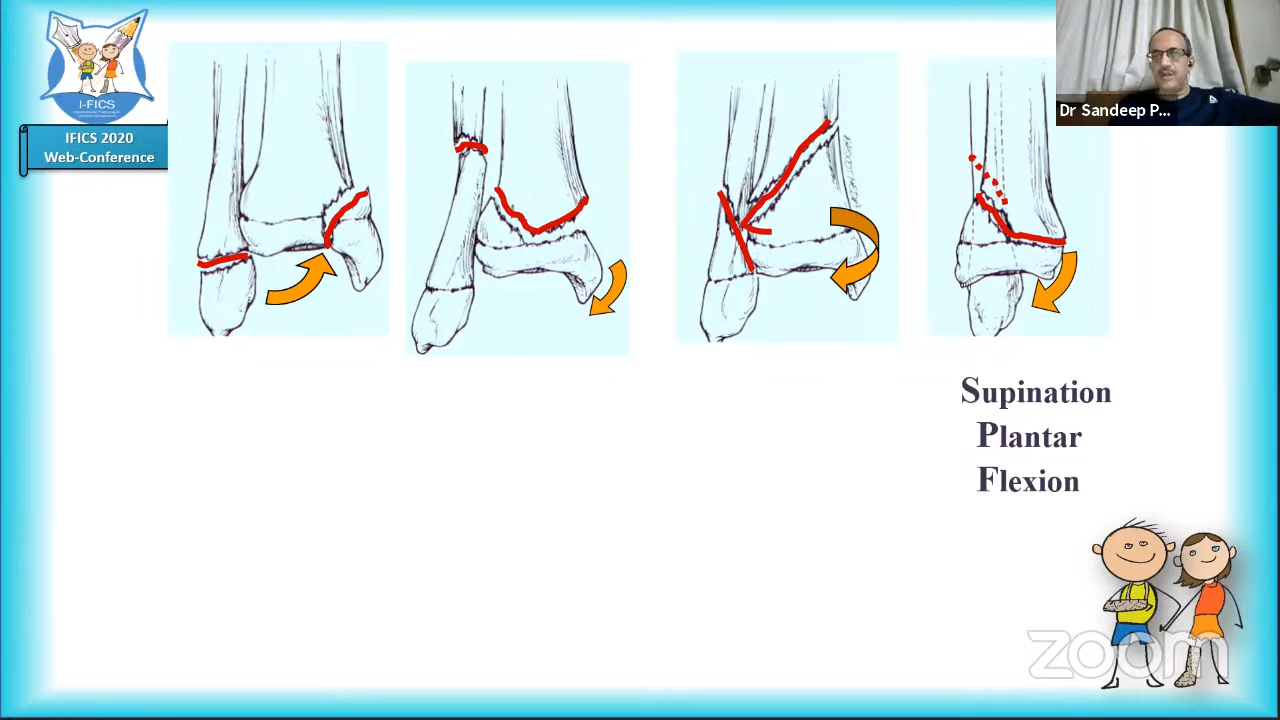 I-FICS
IFICS 2020
Web-Conference
Dr Sandeep P...
Supination
Plantar
Flexion
zoom